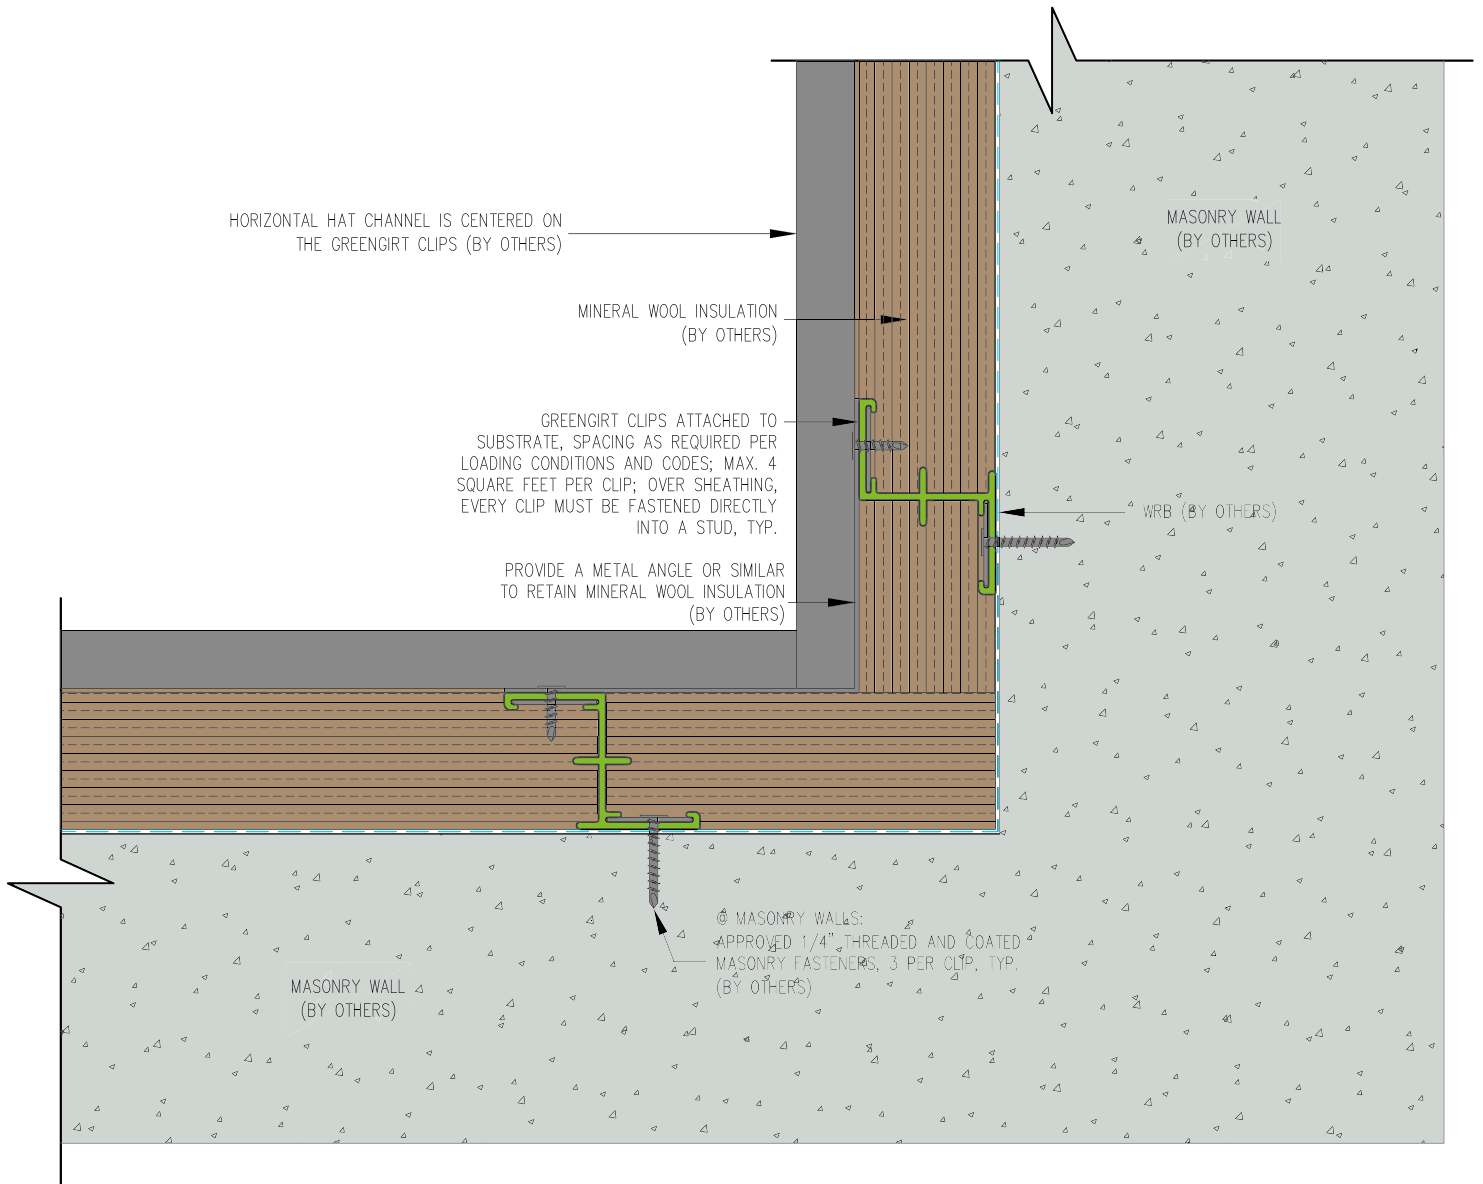 HORIZONTAL HAT CHANNEL IS CENTERED ON
THE GREENGIRT CLIPS (BY OTHERS)
MASONRY WALL
(BY OTHERS)
MINERAL WOOL INSULATION
(BY OTHERS)
GREENGIRT CLIPS ATTACHED TO
SUBSTRATE, SPACING AS REQUIRED PER
LOADING CONDITIONS AND CODES; MAX. 4
SQUARE FEET PER CLIP; OVER SHEATHING,
EVERY CLIP MUST BE FASTENED DIRECTLY
INTO A STUD, TYP.
WRB (BY OTHERS)
PROVIDE A METAL ANGLE OR SIMILAR
TO RETAIN MINERAL WOOL INSULATION
(BY OTHERS)
@ MASONRY WALLS:
APPROVED 1/4" THREADED AND COATED
MASONRY FASTENERS, 3 PER CLIP, TYP.
(BY OTHERS)
MASONRY WALL
(BY OTHERS)